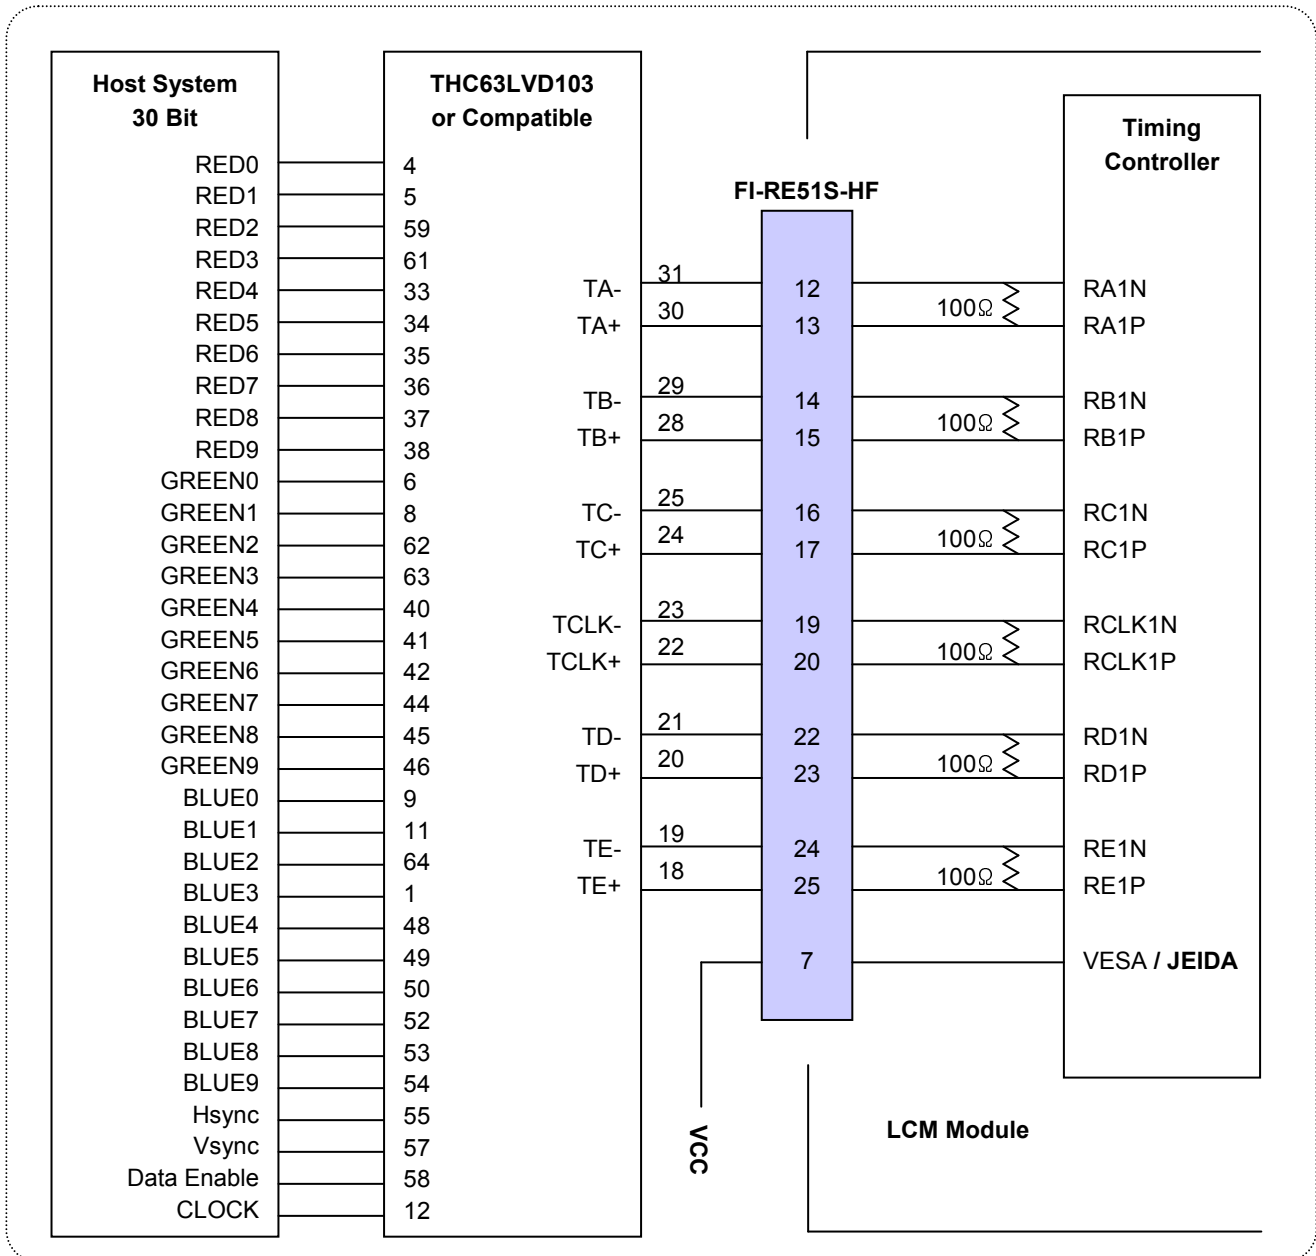 Host System
30 Bit
THC63LVD103
or Compatible
Timing
Controller
FI-RE51S-HF
RED0 4
RED1 5
RED2 59
RED3 61
RED4 33
RED5 34
RED6 35
RED7 36
RED8 37
RED9 38
GREEN0 6
GREEN1 8
GREEN2 62
GREEN3 63
GREEN4 40
GREEN5 41
GREEN6 42
GREEN7 44
GREEN8 45
GREEN9 46
BLUE0 9
BLUE1 11
BLUE2 64
BLUE3 1
BLUE4 48
BLUE5 49
BLUE6 50
BLUE7 52
BLUE8 53
BLUE9 54
Hsync 55
Vsync 57
Data Enable 58
CLOCK 12
TA- 31 12 RA1N
100Ω
TA+ 30 13 RA1P
TB- 29 14 RB1N
100Ω
TB+ 28 15 RB1P
TC- 25 16 RC1N
100Ω
TC+ 24 17 RC1P
TCLK- 23 19 RCLK1N
100Ω
TCLK+ 22 20 RCLK1P
TD- 21 22 RD1N
100Ω
TD+ 20 23 RD1P
TE- 19 24 RE1N
100Ω
TE+ 18 25 RE1P
7 VESA / JEIDA
VCC
LCM Module